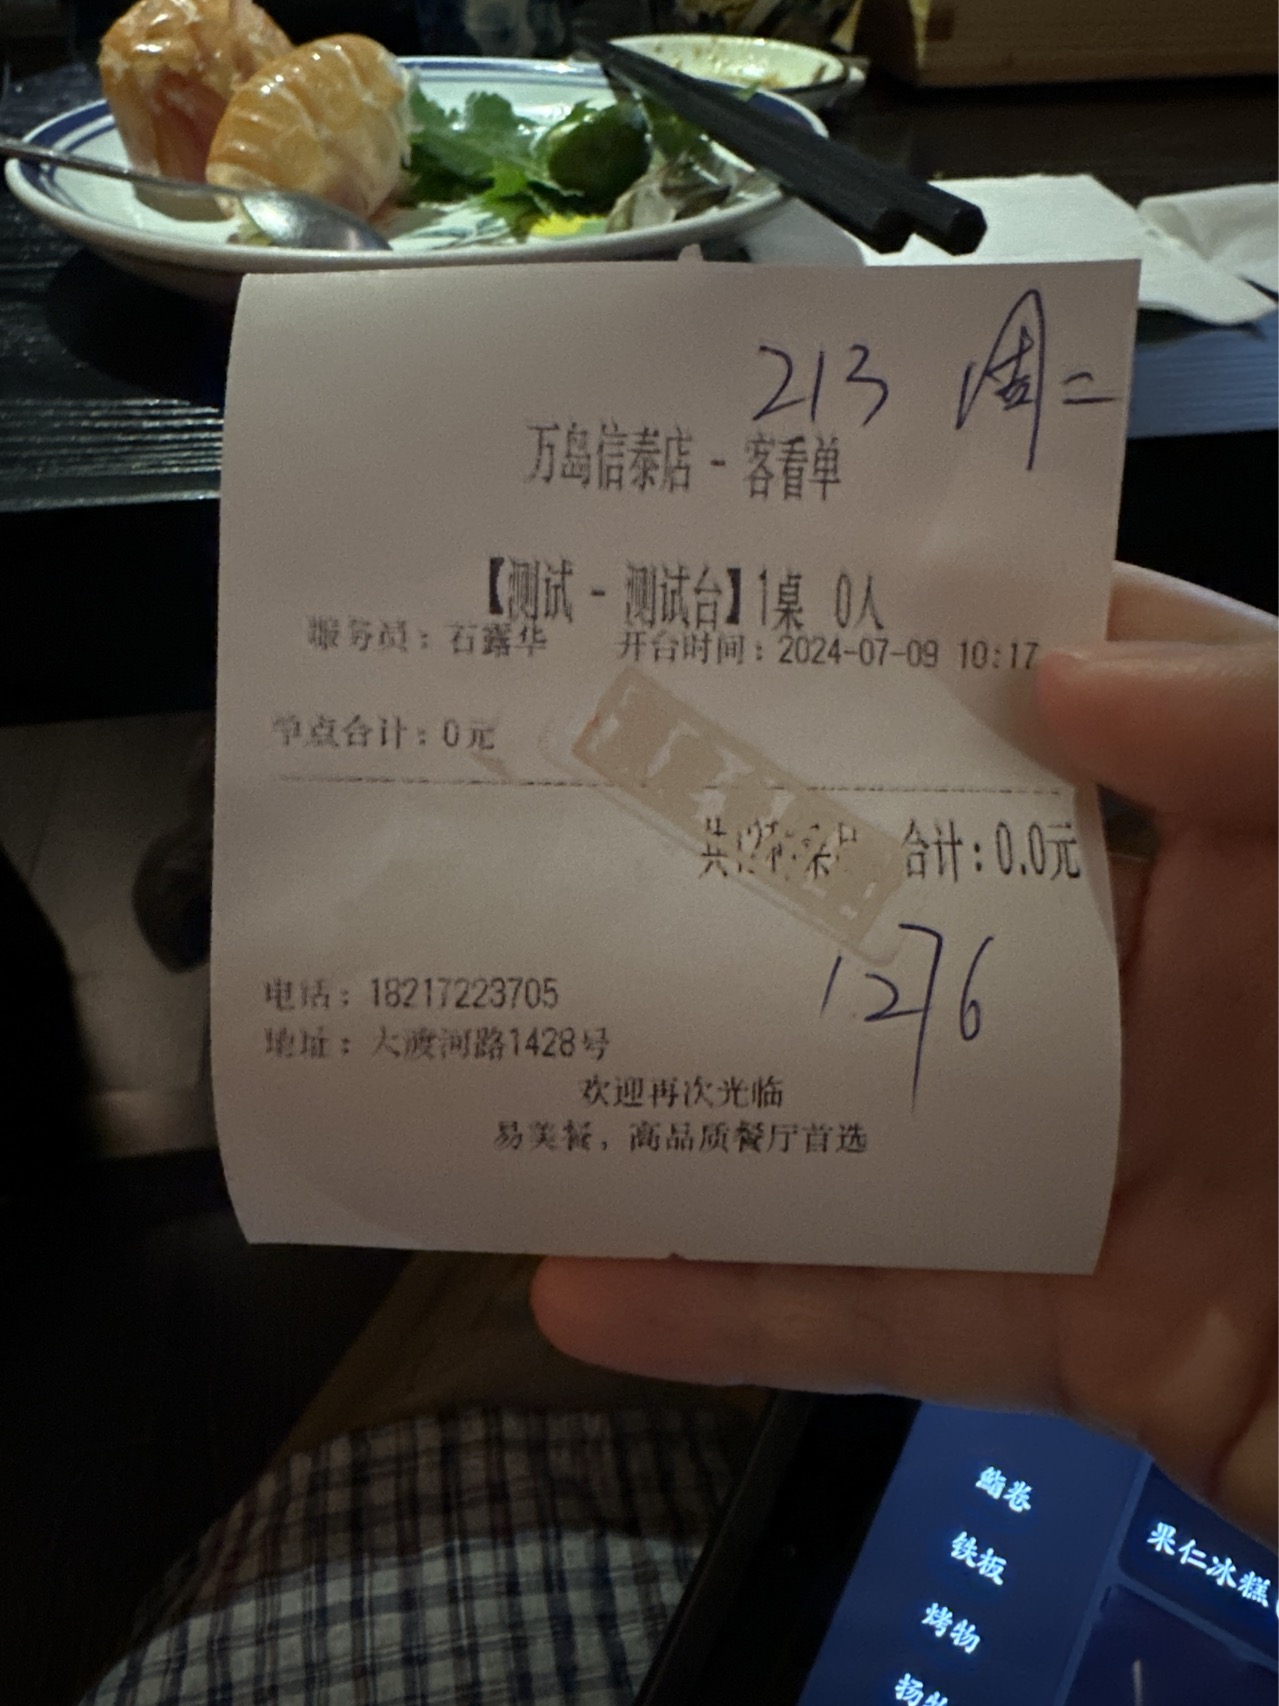 213 周二
万岛信泰店 - 客看单
【测试 - 测试台】1桌 0人
服务员：石露华 开台时间：2024-07-09 10:17
单点合计：0元
合计：0.0元
1276
电话：18217223705
地址：大渡河路1428号
欢迎再次光临
易美餐，高品质餐厅首选
鮨卷
铁板
烤物
果仁冰糕